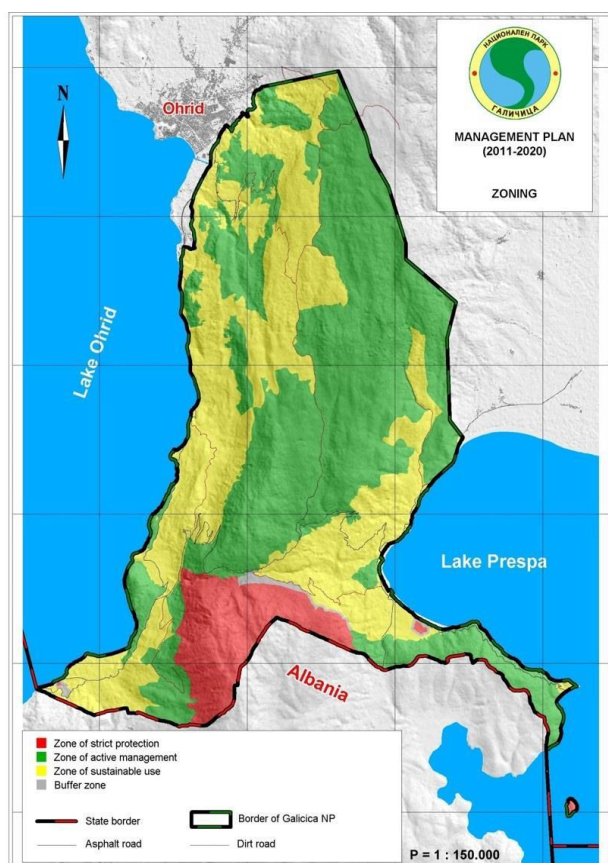 НАЦИОНАЛЕН ПАРК
ГАЛИЧИЦА
MANAGEMENT PLAN
(2011-2020)
ZONING
N
Ohrid
Lake Ohrid
Lake Prespa
Albania
Zone of strict protection
Zone of active management
Zone of sustainable use
Buffer zone
State border
Border of Galicica NP
Asphalt road
Dirt road
P = 1 : 150.000